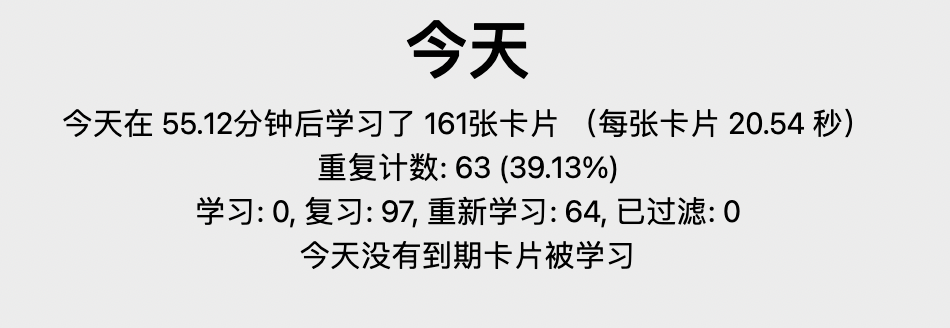 今天
今天在 55.12分钟后学习了 161张卡片 （每张卡片 20.54 秒）
重复计数: 63 (39.13%)
学习: 0, 复习: 97, 重新学习: 64, 已过滤: 0
今天没有到期卡片被学习